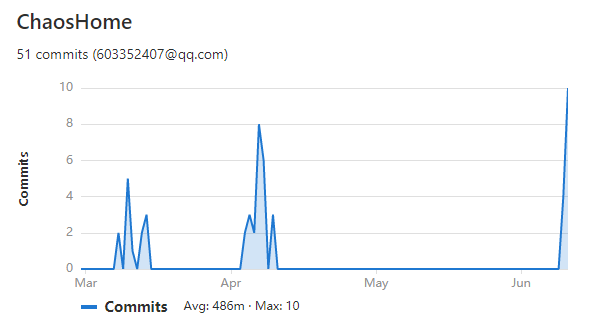 ChaosHome
51 commits (603352407@qq.com)
10
8
6
4
2
0
Commits
Mar Apr May Jun
Commits Avg: 486m · Max: 10